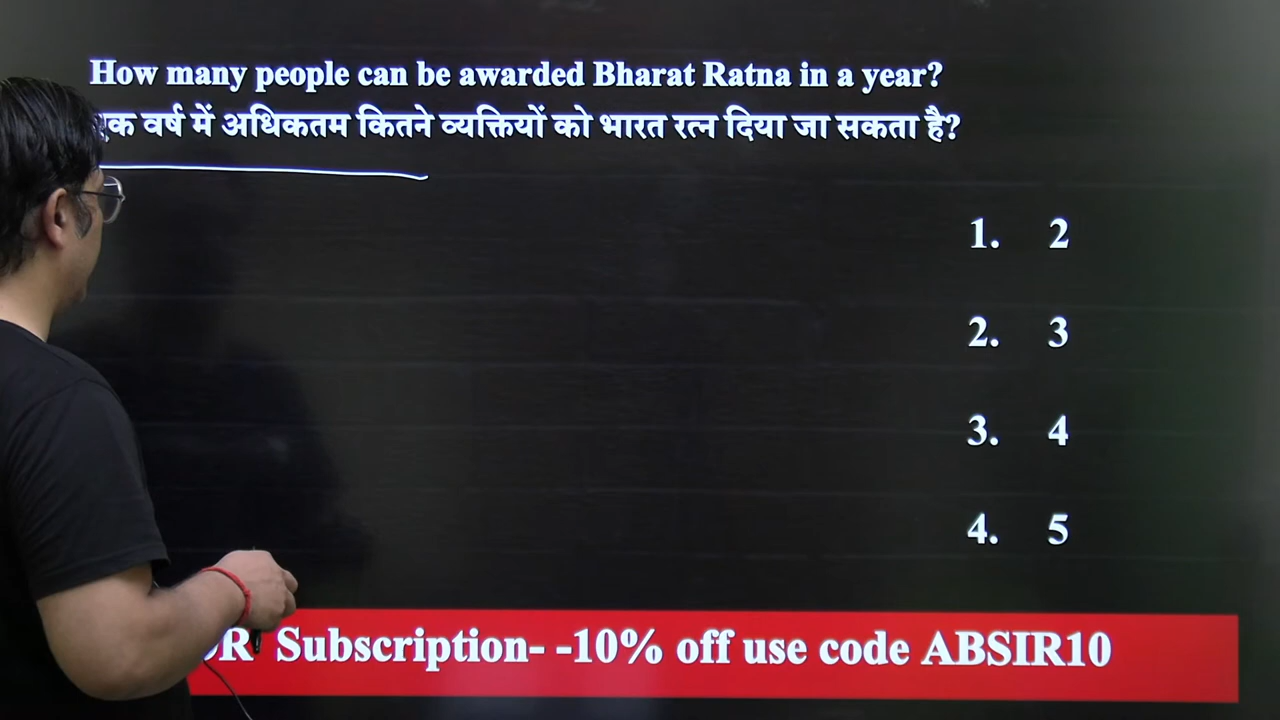 How many people can be awarded Bharat Ratna in a year?
एक वर्ष में अधिकतम कितने व्यक्तियों को भारत रत्न दिया जा सकता है?
1. 2
2. 3
3. 4
4. 5
Subscription- -10% off use code ABSIR10